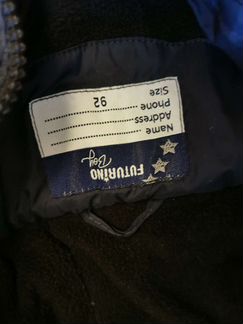 FUTURINO
Boy
Name ..........
Address ..........
Phone ..........
Size 92